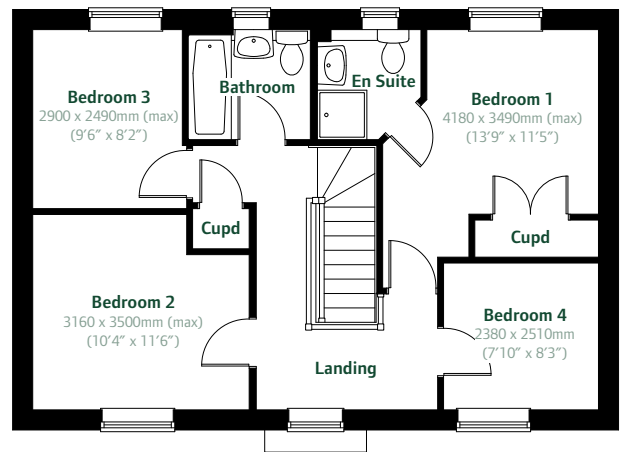 Bedroom 3
2900 x 2490mm (max)
(9’6” x 8’2”)
Bathroom
En Suite
Bedroom 1
4180 x 3490mm (max)
(13’9” x 11’5”)
Cupd
Cupd
Bedroom 2
3160 x 3500mm (max)
(10’4” x 11’6”)
Bedroom 4
2380 x 2510mm
(7’10” x 8’3”)
Landing